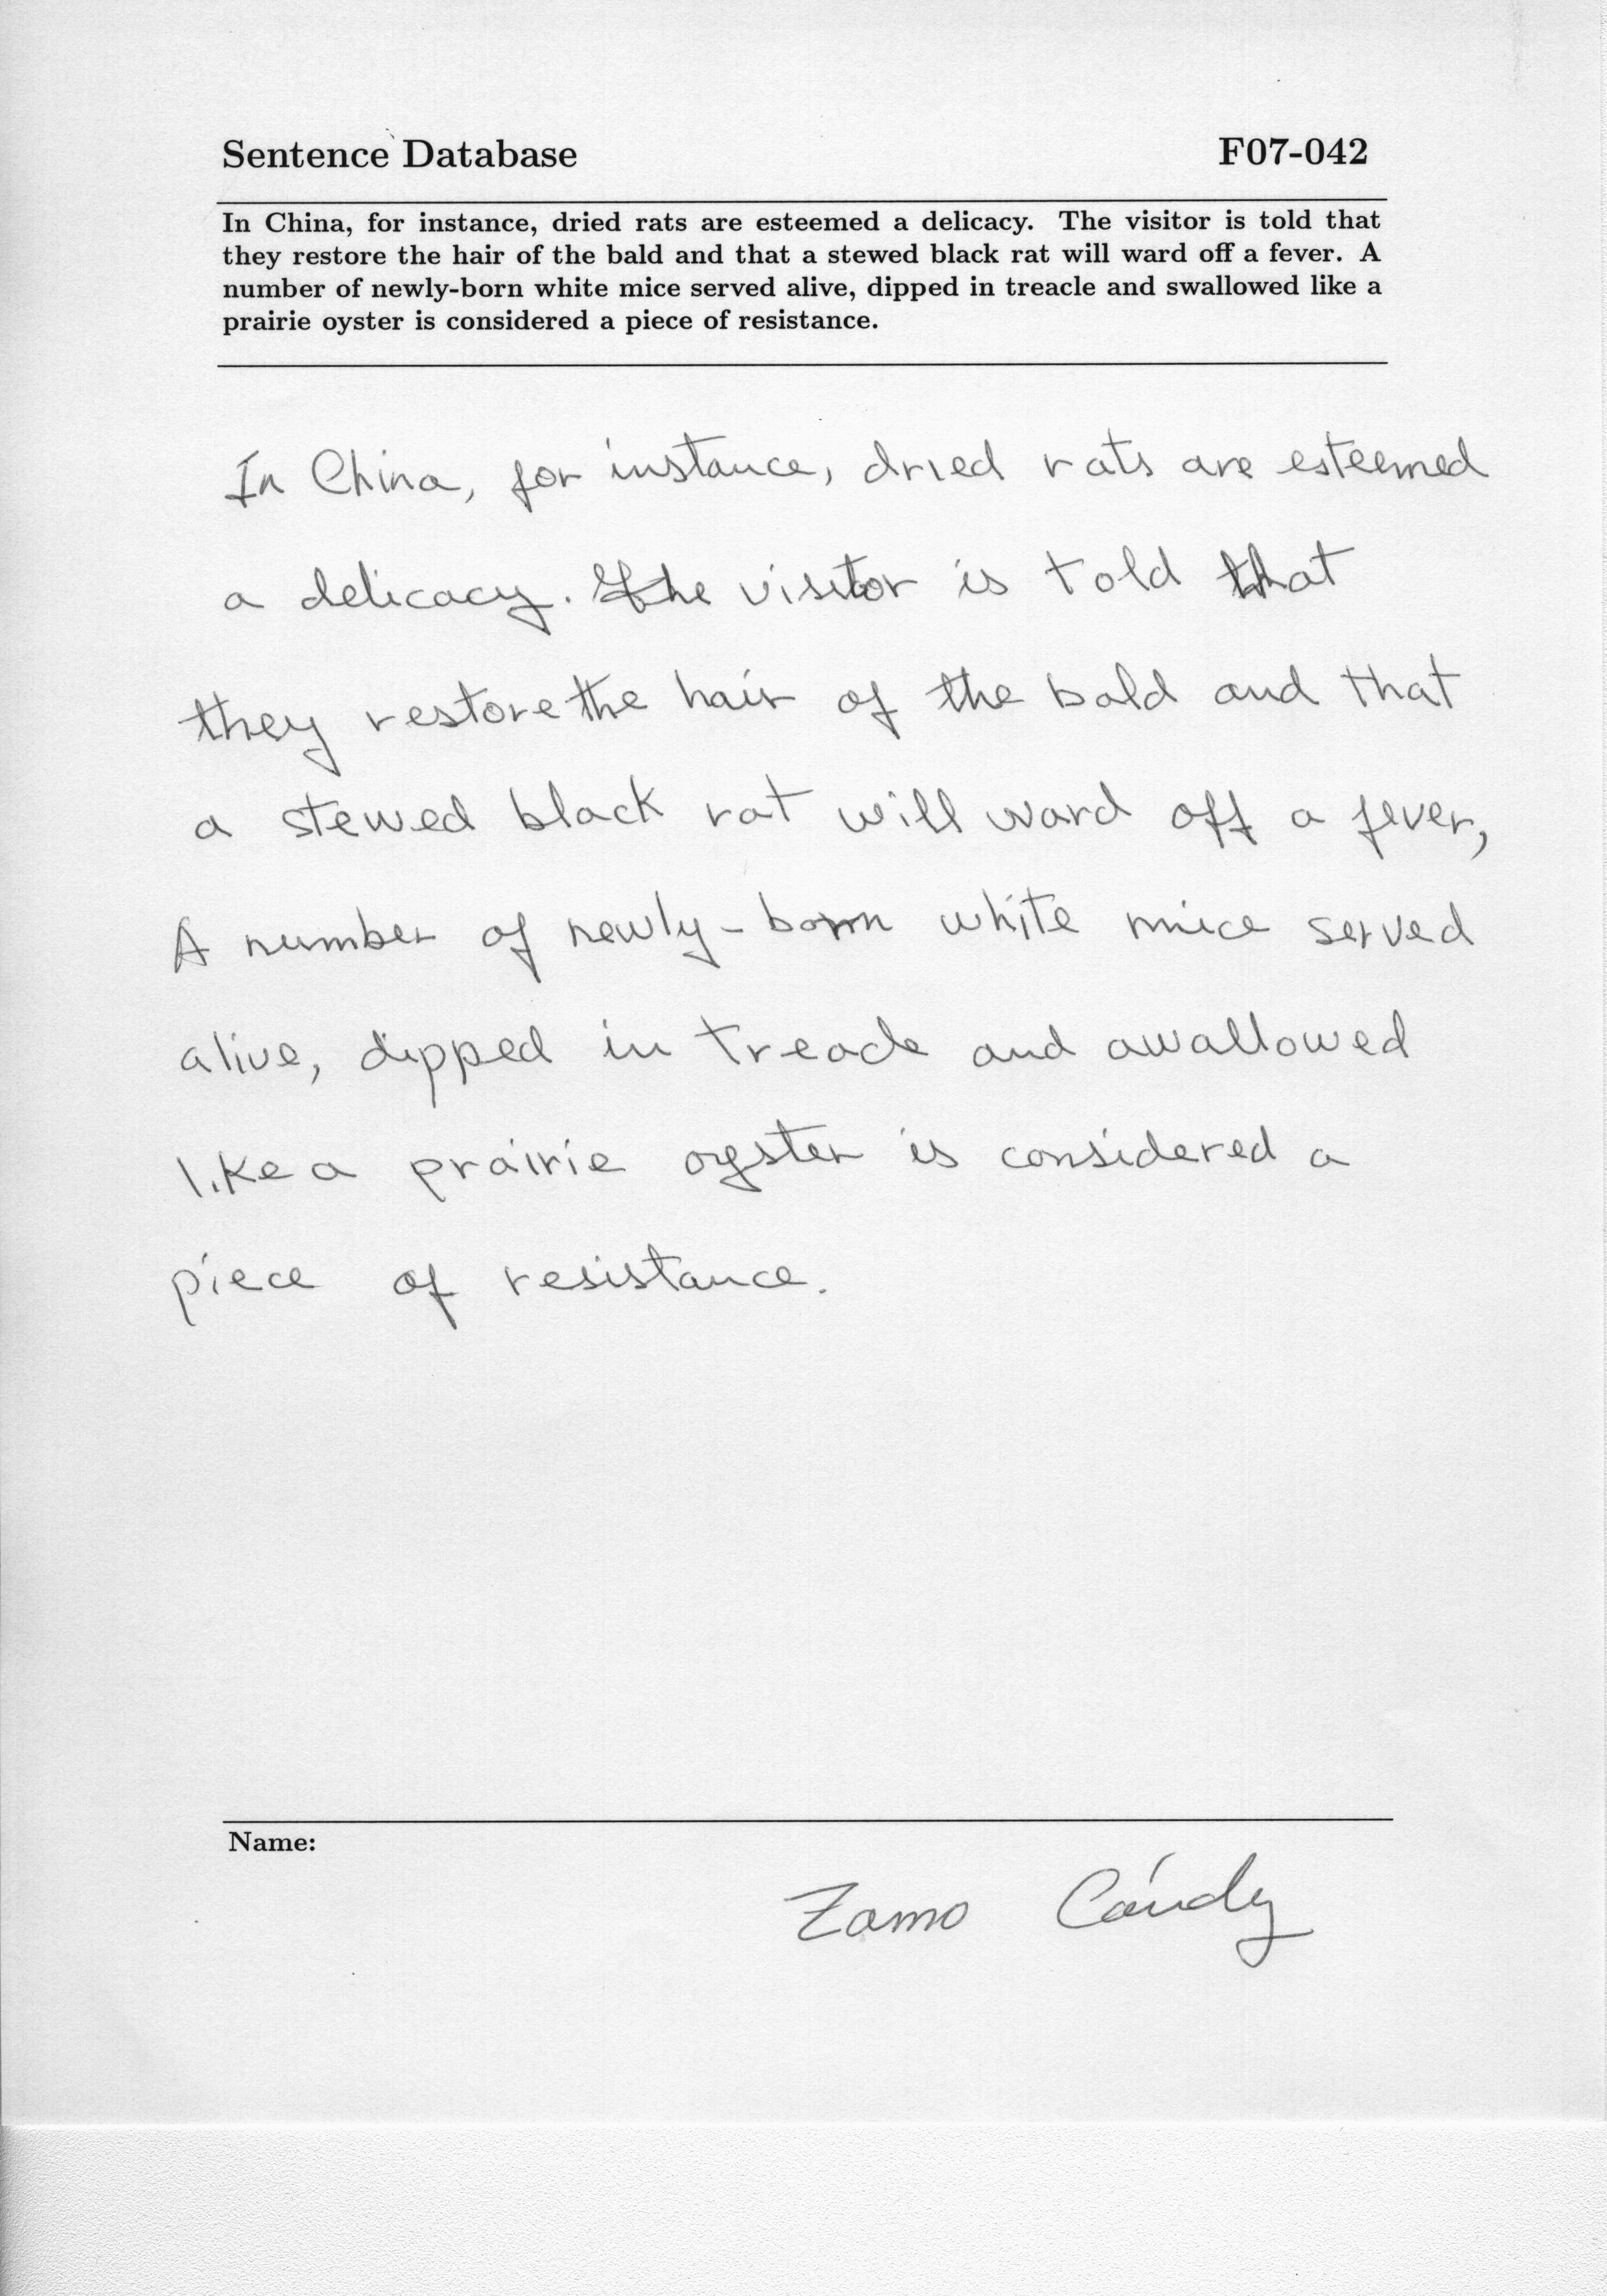 Sentence Database F07-042
In China, for instance, dried rats are esteemed a delicacy. The visitor is told that
they restore the hair of the bald and that a stewed black rat will ward off a fever. A
number of newly-born white mice served alive, dipped in treacle and swallowed like a
prairie oyster is considered a piece of resistance.
In China, for instance, dried rats are esteemed
a delicacy. The visitor is told that
they restore the hair of the bald and that
a stewed black rat will ward off a fever,
A number of newly-born white mice served
alive, dipped in treacle and awallowed
like a prairie oyster is considered a
piece of resistance.
Name:
Zamo Candy